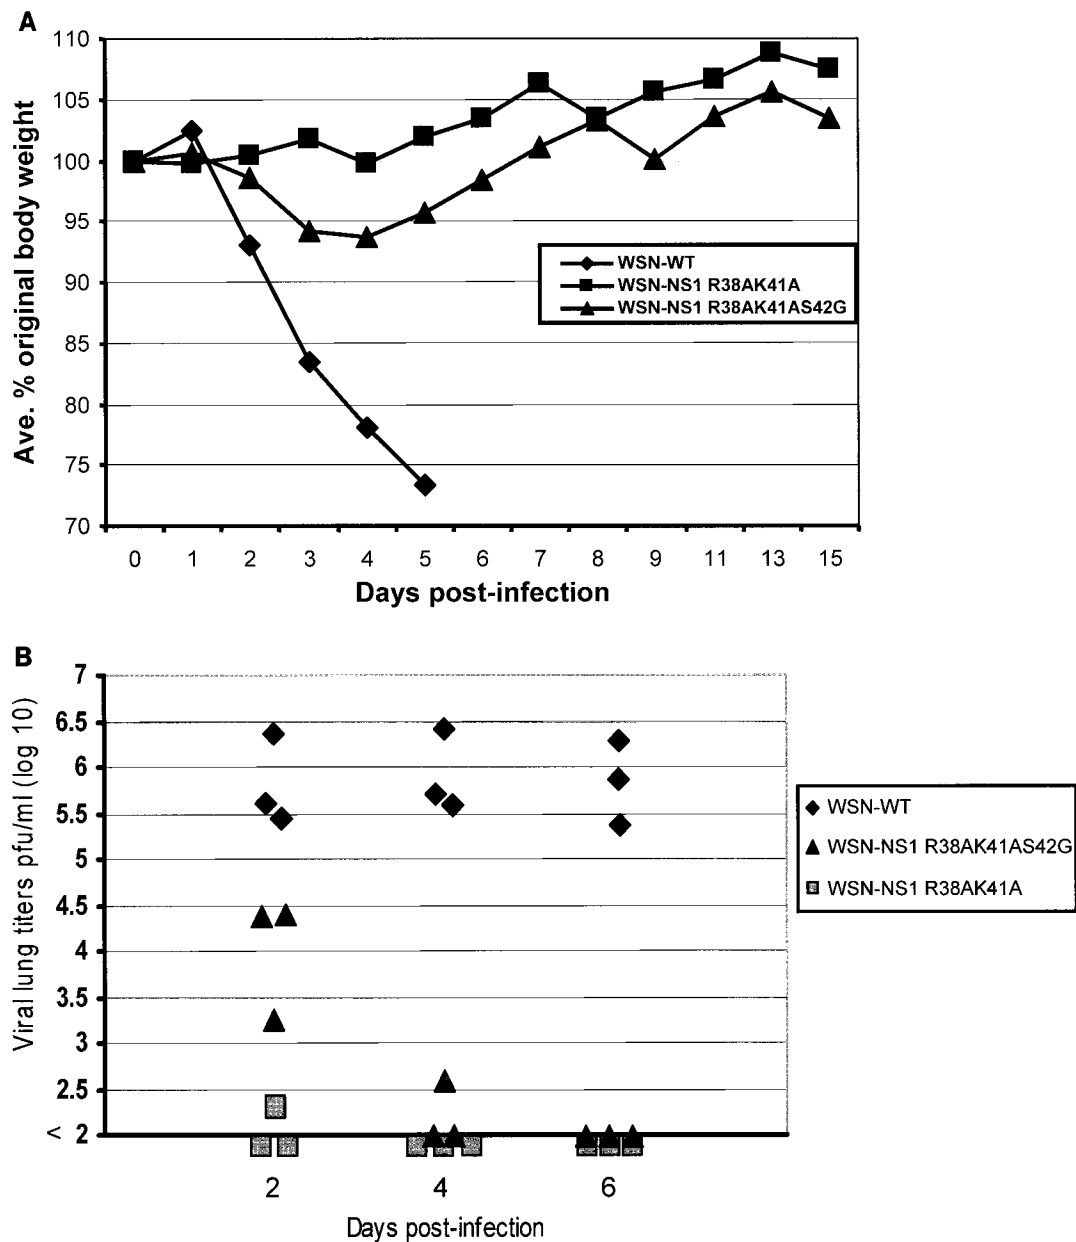 A
110
105
100
95
90
85
80
75
70
Ave. % original body weight
WSN-WT
WSN-NS1 R38AK41A
WSN-NS1 R38AK41AS42G
0 1 2 3 4 5 6 7 8 9 11 13 15
Days post-infection
B
7
6.5
6
5.5
5
4.5
4
3.5
3
2.5
< 2
Viral lung titers pfu/ml (log 10)
WSN-WT
WSN-NS1 R38AK41AS42G
WSN-NS1 R38AK41A
2 4 6
Days post-infection